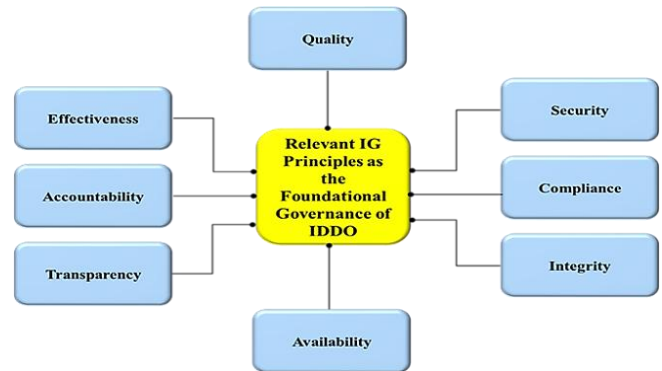 Quality
Effectiveness
Security
Relevant IG
Principles as
the
Foundational
Governance of
IDDO
Accountability
Compliance
Transparency
Integrity
Availability